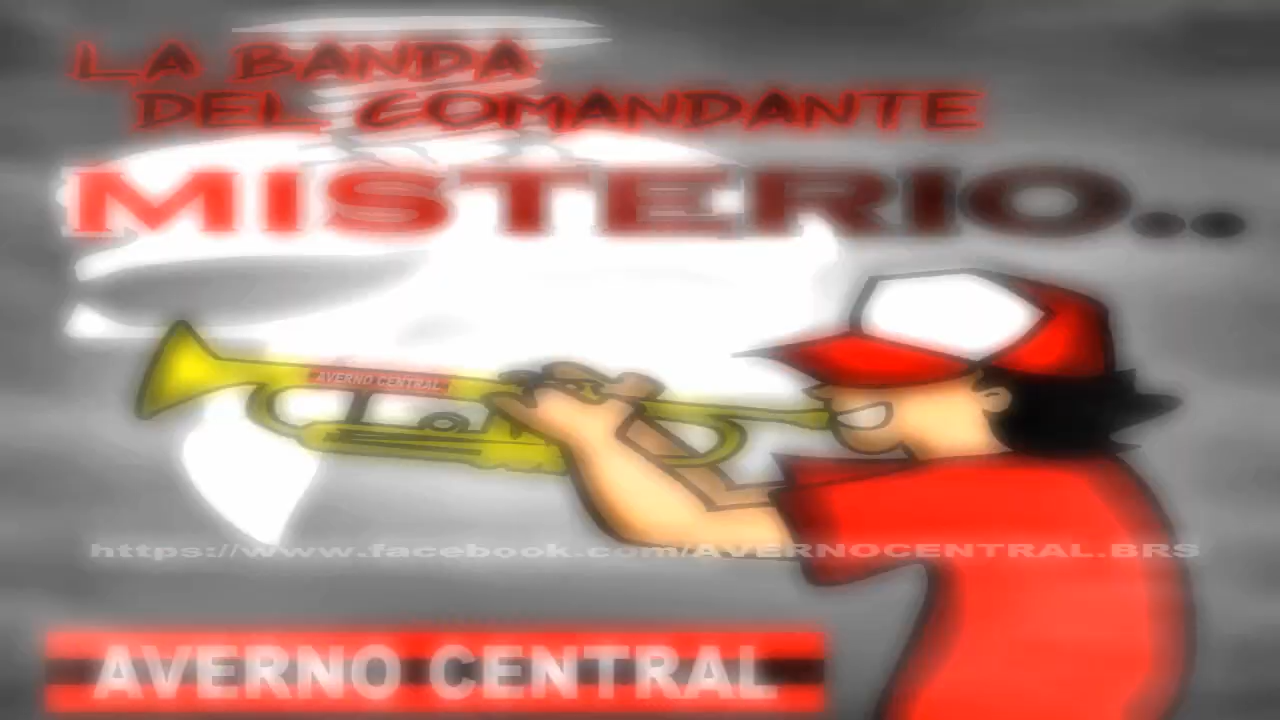 LA BANDA
DEL COMANDANTE
MISTERIO..
AVERNO CENTRAL
https://www.facebook.com/AVERNOCENTRAL.BRS
AVERNO CENTRAL